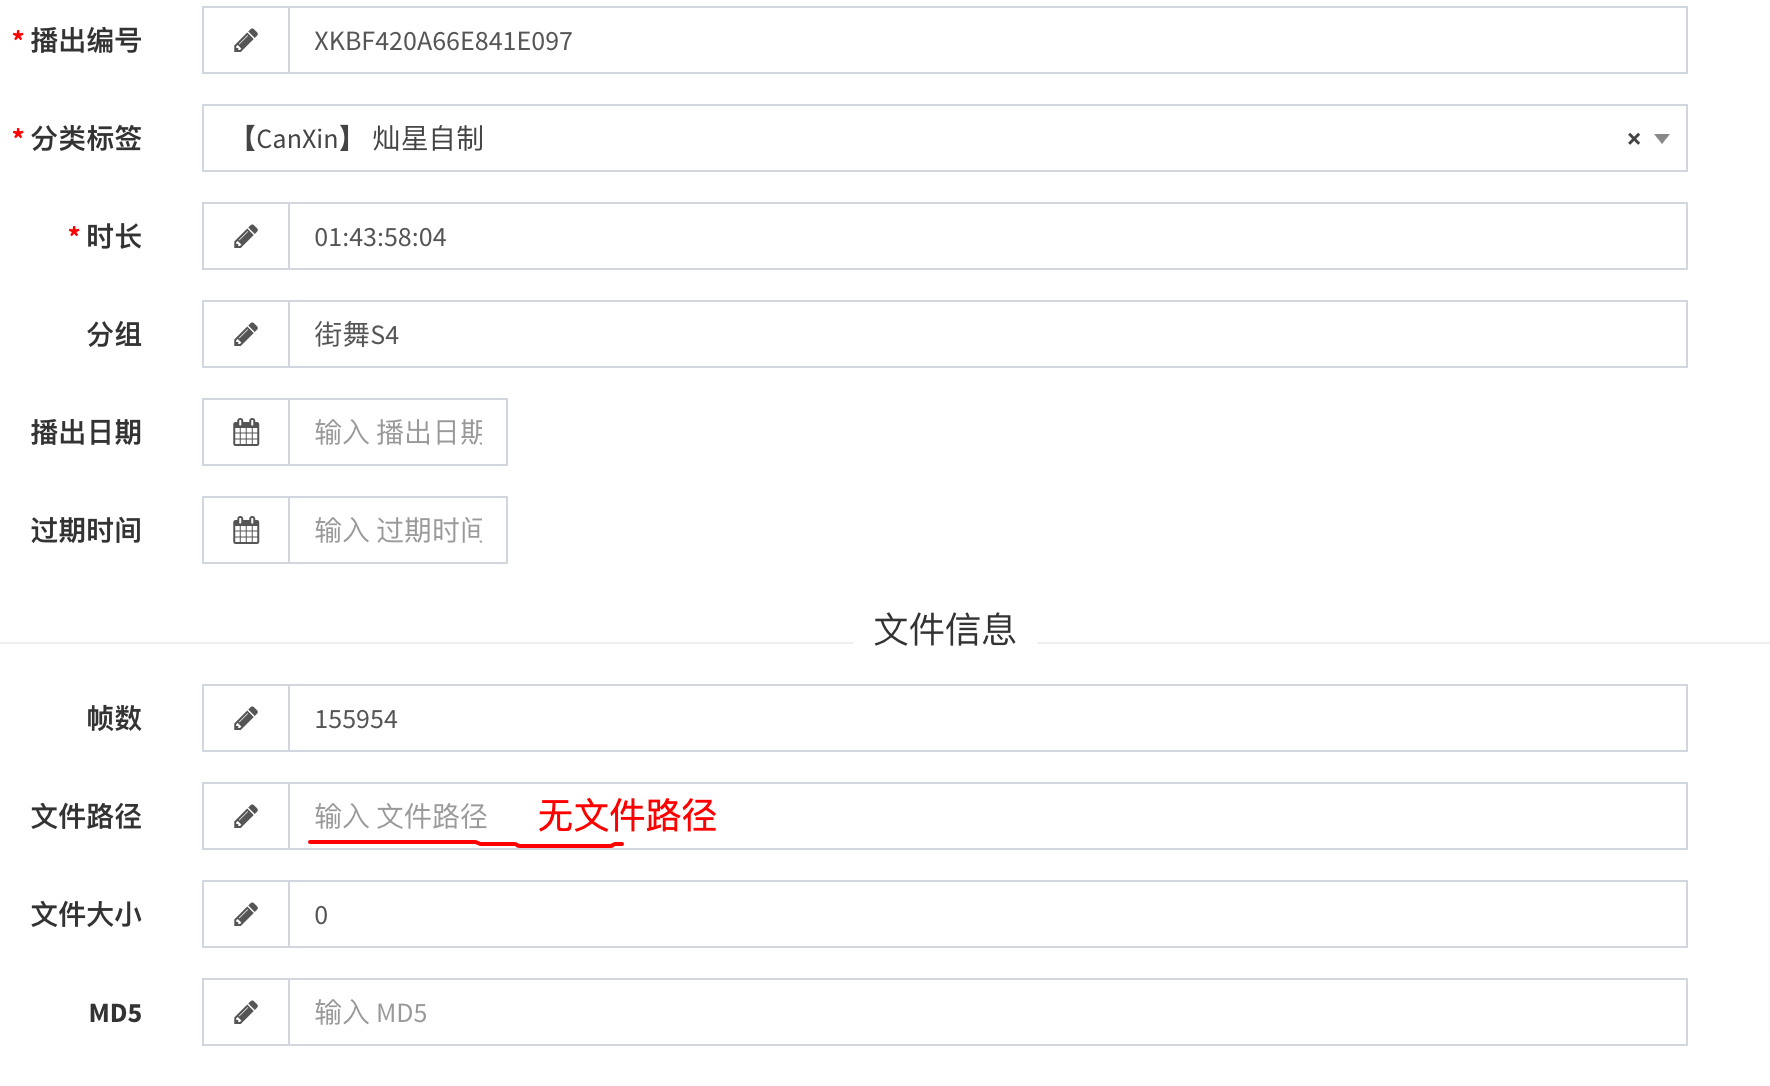 * 播出编号 XKBF420A66E841E097
* 分类标签 【CanXin】 灿星自制 ×
* 时长 01:43:58:04
分组 街舞S4
播出日期 输入 播出日期
过期时间 输入 过期时间
文件信息
帧数 155954
文件路径 输入 文件路径 无文件路径
文件大小 0
MD5 输入 MD5